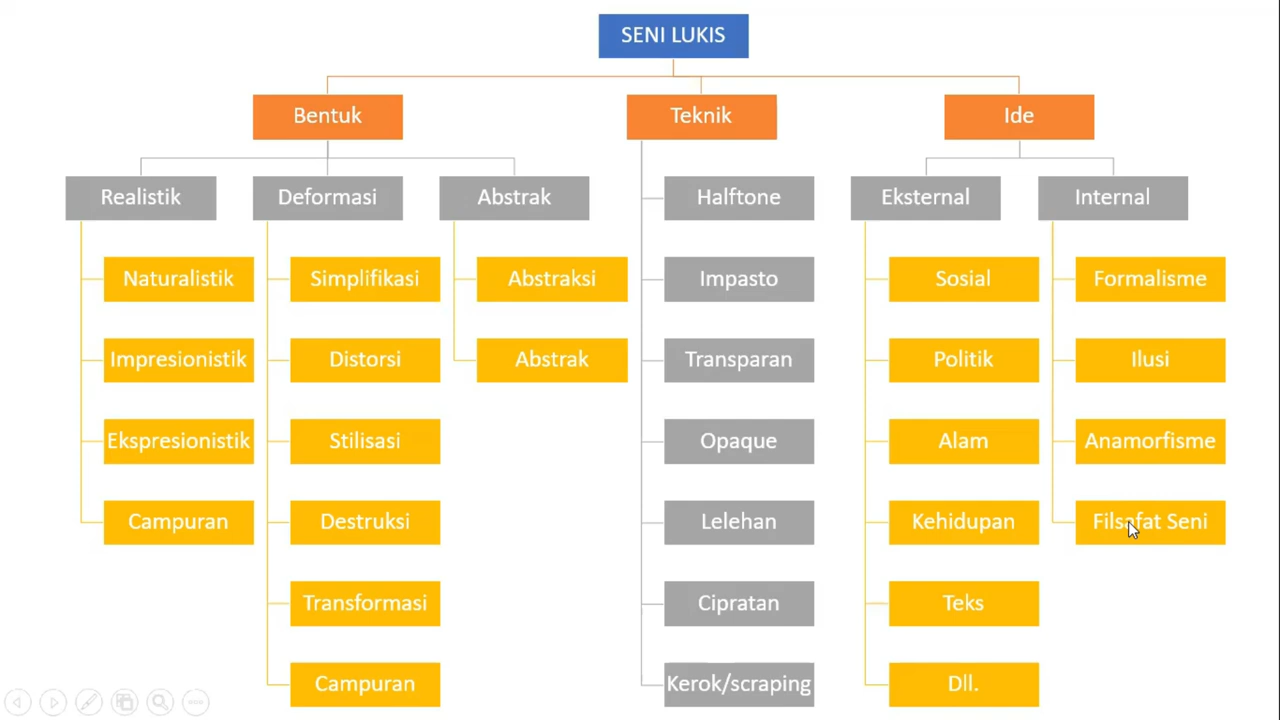 SENI LUKIS
Bentuk
Teknik
Ide
Realistik
Deformasi
Abstrak
Halftone
Eksternal
Internal
Naturalistik
Simplifikasi
Abstraksi
Impasto
Sosial
Formalisme
Impresionistik
Distorsi
Abstrak
Transparan
Politik
Ilusi
Ekspresionistik
Stilisasi
Opaque
Alam
Anamorfisme
Campuran
Destruksi
Lelehan
Kehidupan
Filsafat Seni
Transformasi
Cipratan
Teks
Campuran
Kerok/scraping
Dll.